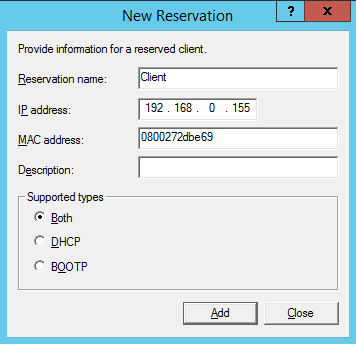 New Reservation
?
x
Provide information for a reserved client.
Reservation name:
Client
IP address:
192 . 168 . 0 . 155
MAC address:
0800272dbe69
Description:
Supported types
Both
DHCP
BOOTP
Add
Close